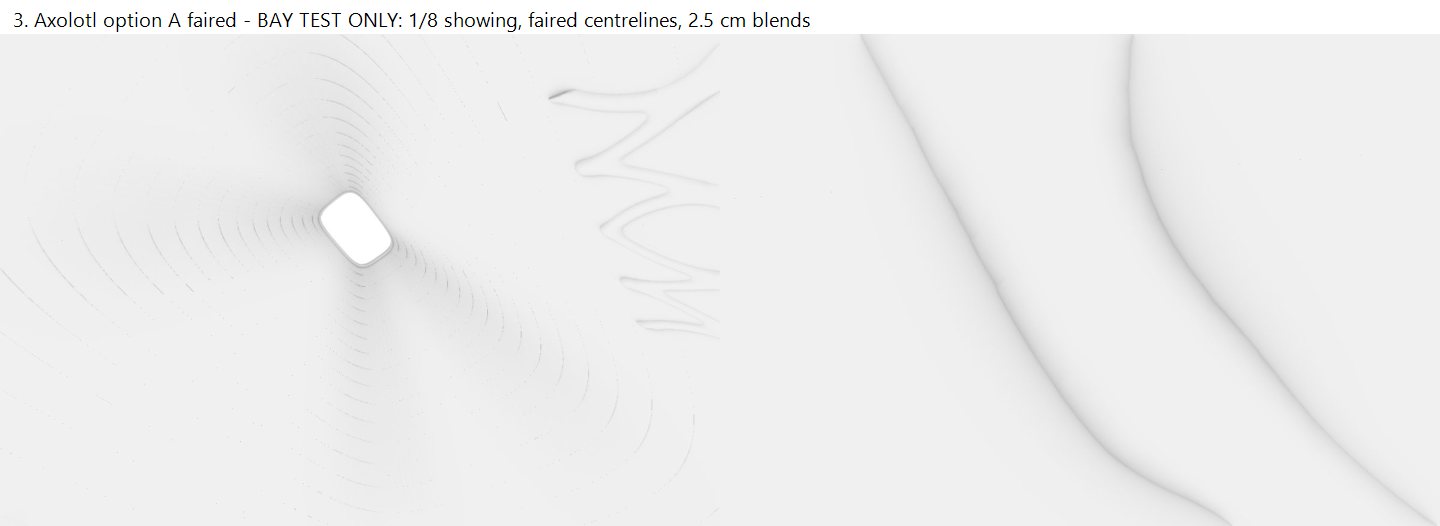 3. Axolotl option A faired - BAY TEST ONLY: 1/8 showing, faired centrelines, 2.5 cm blends